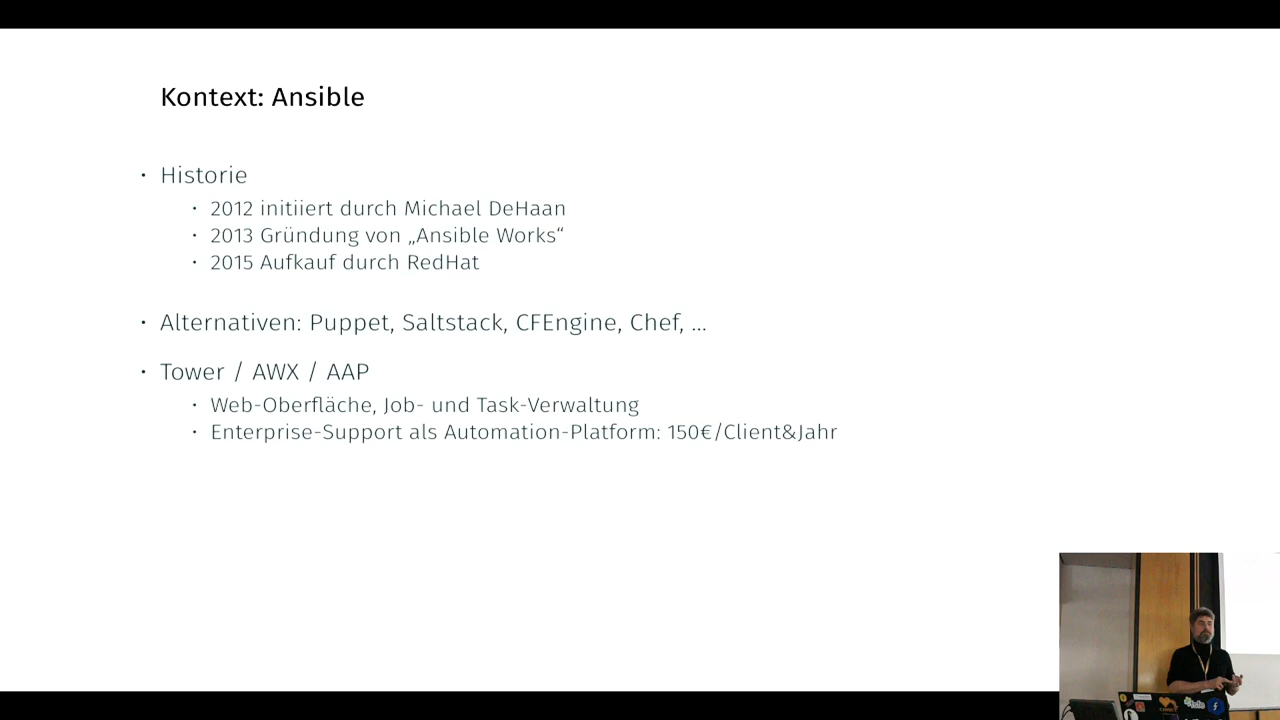 Kontext: Ansible
· Historie
· 2012 initiiert durch Michael DeHaan
· 2013 Gründung von „Ansible Works“
· 2015 Aufkauf durch RedHat
· Alternativen: Puppet, Saltstack, CFEngine, Chef, ...
· Tower / AWX / AAP
· Web-Oberfläche, Job- und Task-Verwaltung
· Enterprise-Support als Automation-Platform: 150€/Client&Jahr